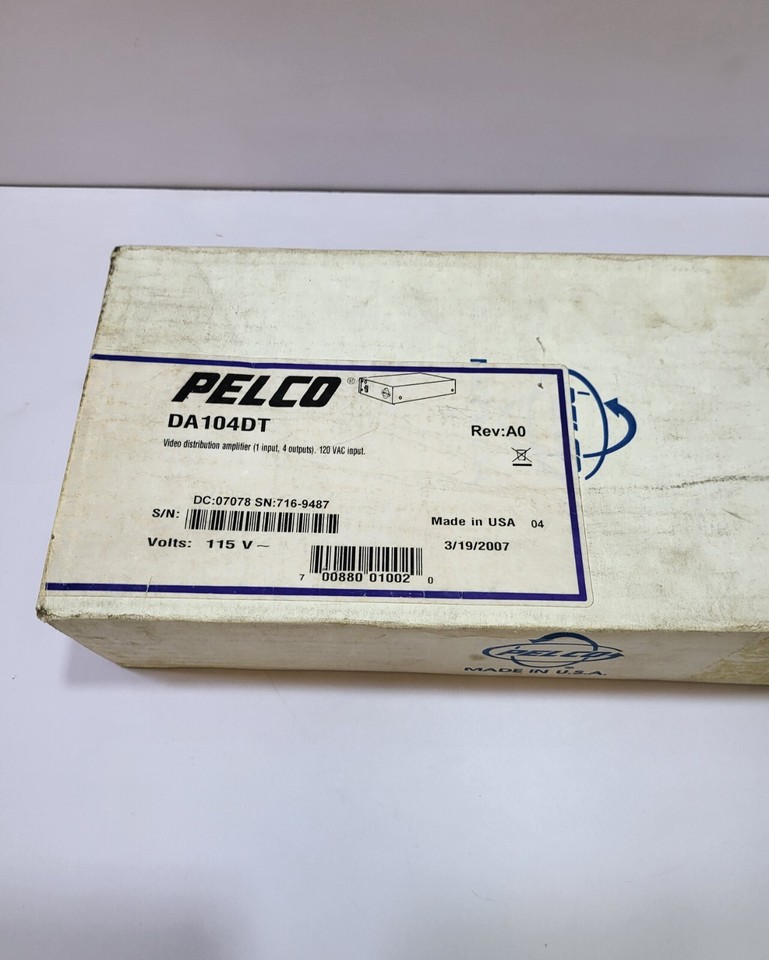 PELCO®
DA104DT
Video distribution amplifier (1 input, 4 outputs). 120 VAC input.
Rev:A0
DC:07078 SN:716-9487
S/N:
Made in USA 04
Volts: 115 V ~
3/19/2007
7 00880 01002 0
PELCO
MADE IN U.S.A.